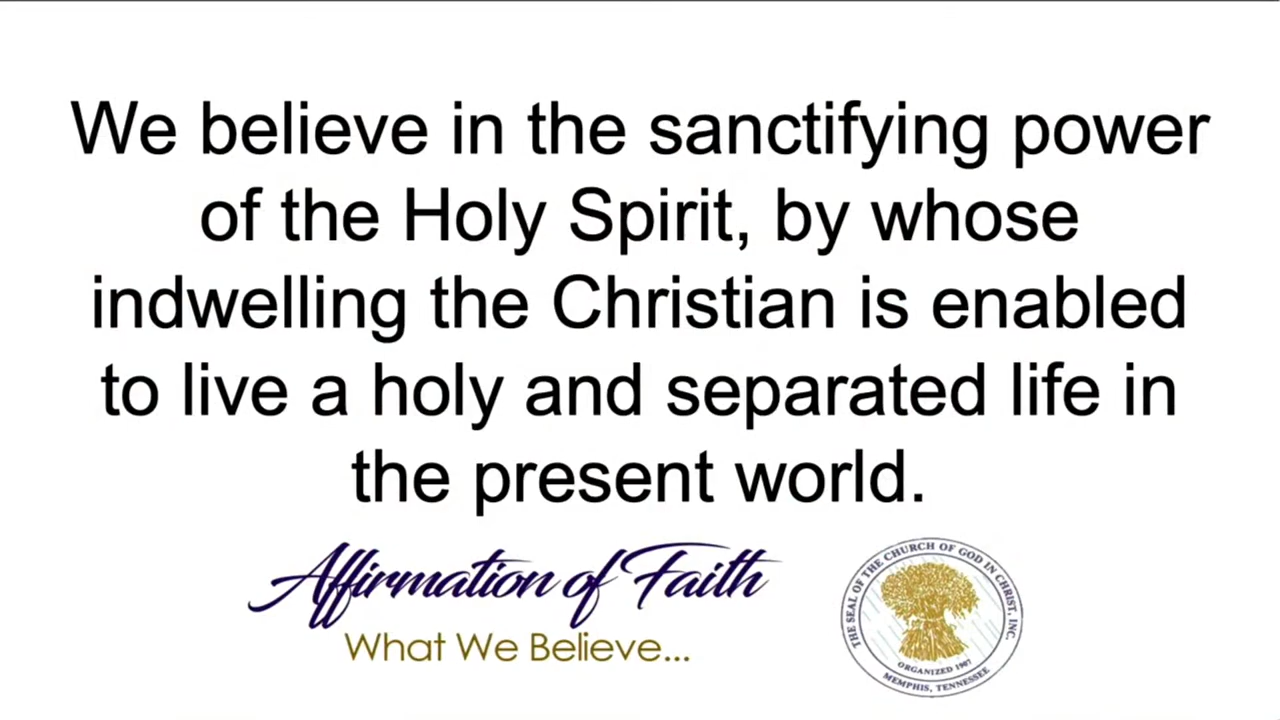 We believe in the sanctifying power
of the Holy Spirit, by whose
indwelling the Christian is enabled
to live a holy and separated life in
the present world.
Affirmation of Faith
What We Believe...
THE SEAL OF THE CHURCH OF GOD IN CHRIST, INC.
ORGANIZED 1907
MEMPHIS, TENNESSEE